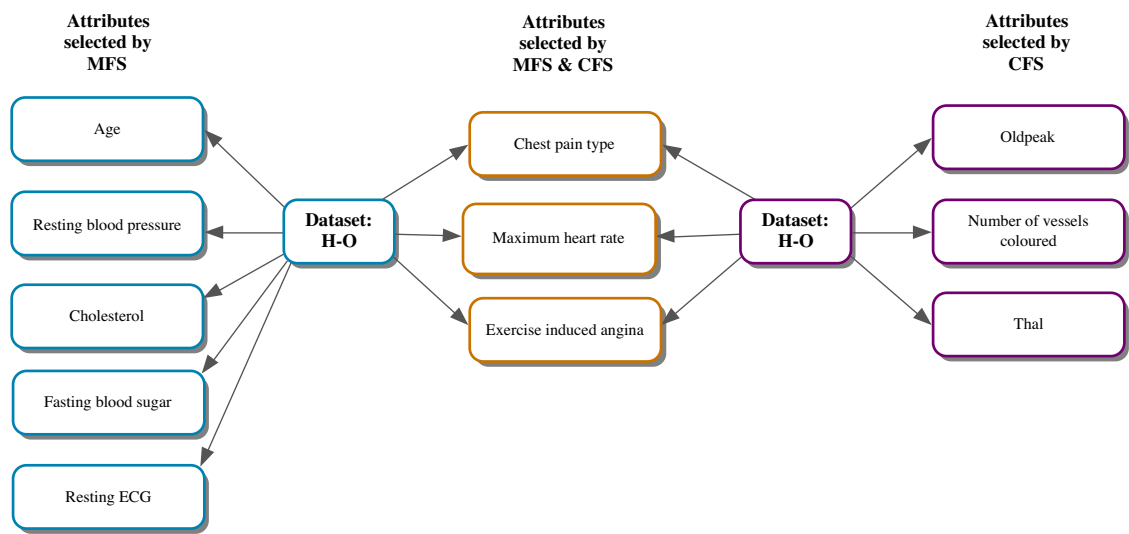 Attributes
selected by
MFS
Attributes
selected by
MFS & CFS
Attributes
selected by
CFS
Age
Resting blood pressure
Cholesterol
Fasting blood sugar
Resting ECG
Dataset:
H-O
Chest pain type
Maximum heart rate
Exercise induced angina
Dataset:
H-O
Oldpeak
Number of vessels
coloured
Thal